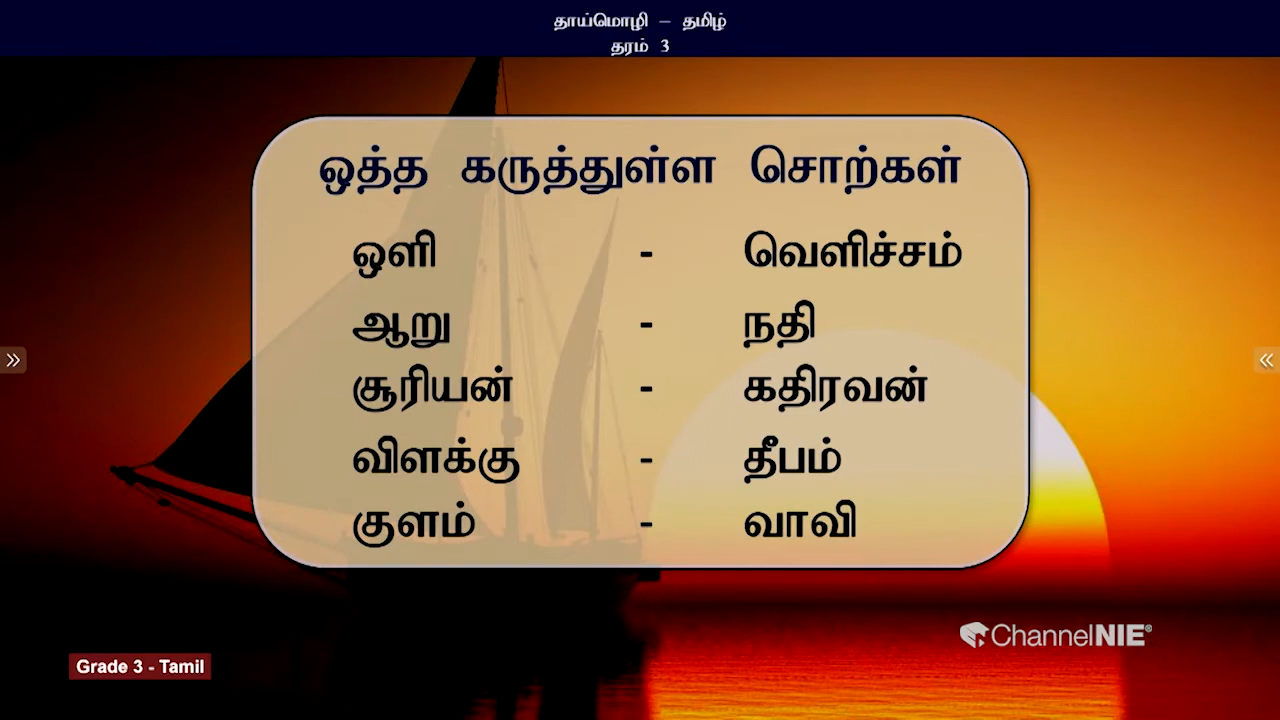 தாய்மொழி – தமிழ்
தரம் 3
ஒத்த கருத்துள்ள சொற்கள்
ஒளி - வெளிச்சம்
ஆறு - நதி
சூரியன் - கதிரவன்
விளக்கு - தீபம்
குளம் - வாவி
ChannelNIE®
Grade 3 - Tamil